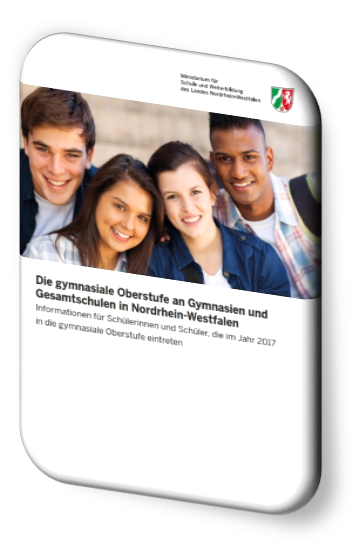 Ministerium für
Schule und Weiterbildung
des Landes Nordrhein-Westfalen
Die gymnasiale Oberstufe an Gymnasien und
Gesamtschulen in Nordrhein-Westfalen
Informationen für Schülerinnen und Schüler, die im Jahr 2017
in die gymnasiale Oberstufe eintreten